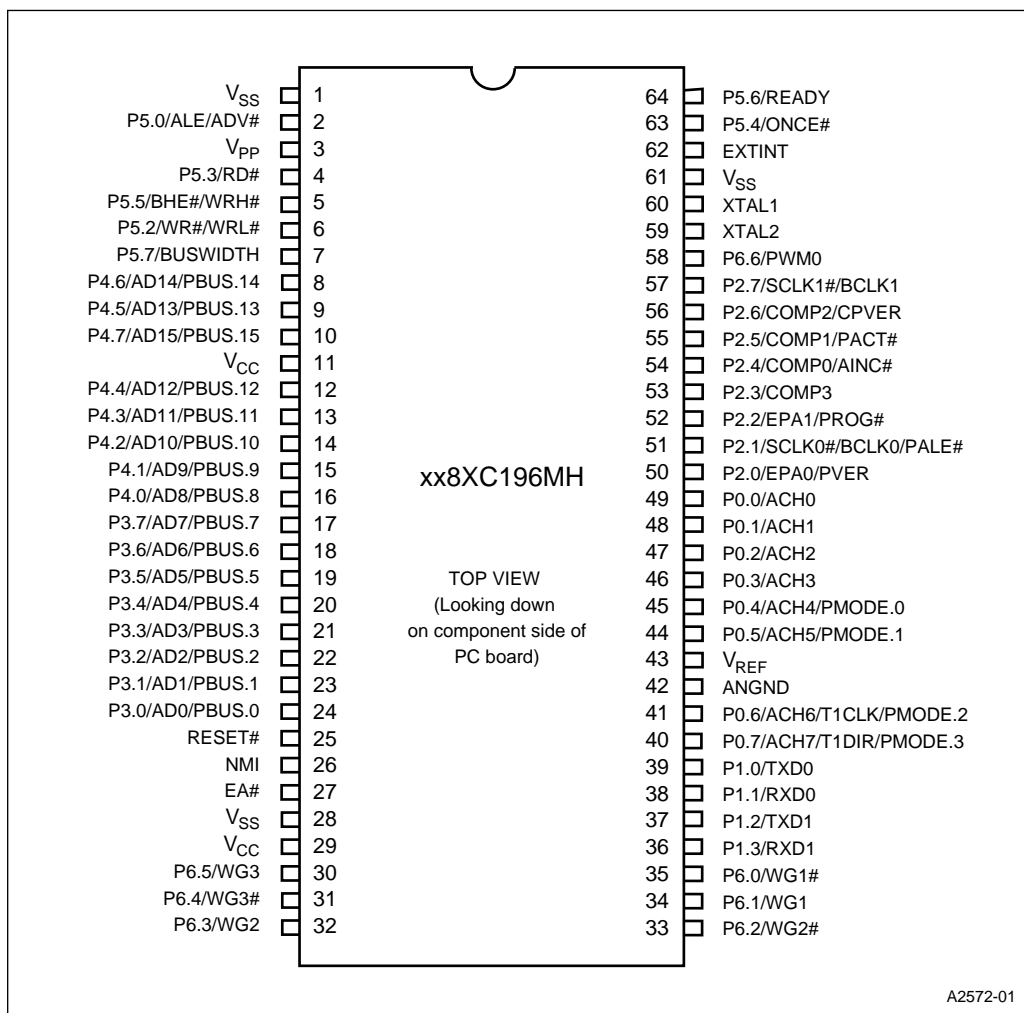 V_SS 1
P5.0/ALE/ADV# 2
V_PP 3
P5.3/RD# 4
P5.5/BHE#/WRH# 5
P5.2/WR#/WRL# 6
P5.7/BUSWIDTH 7
P4.6/AD14/PBUS.14 8
P4.5/AD13/PBUS.13 9
P4.7/AD15/PBUS.15 10
V_CC 11
P4.4/AD12/PBUS.12 12
P4.3/AD11/PBUS.11 13
P4.2/AD10/PBUS.10 14
P4.1/AD9/PBUS.9 15
P4.0/AD8/PBUS.8 16
P3.7/AD7/PBUS.7 17
P3.6/AD6/PBUS.6 18
P3.5/AD5/PBUS.5 19
P3.4/AD4/PBUS.4 20
P3.3/AD3/PBUS.3 21
P3.2/AD2/PBUS.2 22
P3.1/AD1/PBUS.1 23
P3.0/AD0/PBUS.0 24
RESET# 25
NMI 26
EA# 27
V_SS 28
V_CC 29
P6.5/WG3 30
P6.4/WG3# 31
P6.3/WG2 32
xx8XC196MH
TOP VIEW
(Looking down
on component side of
PC board)
64 P5.6/READY
63 P5.4/ONCE#
62 EXTINT
61 V_SS
60 XTAL1
59 XTAL2
58 P6.6/PWM0
57 P2.7/SCLK1#/BCLK1
56 P2.6/COMP2/CPVER
55 P2.5/COMP1/PACT#
54 P2.4/COMP0/AINC#
53 P2.3/COMP3
52 P2.2/EPA1/PROG#
51 P2.1/SCLK0#/BCLK0/PALE#
50 P2.0/EPA0/PVER
49 P0.0/ACH0
48 P0.1/ACH1
47 P0.2/ACH2
46 P0.3/ACH3
45 P0.4/ACH4/PMODE.0
44 P0.5/ACH5/PMODE.1
43 V_REF
42 ANGND
41 P0.6/ACH6/T1CLK/PMODE.2
40 P0.7/ACH7/T1DIR/PMODE.3
39 P1.0/TXD0
38 P1.1/RXD0
37 P1.2/TXD1
36 P1.3/RXD1
35 P6.0/WG1#
34 P6.1/WG1
33 P6.2/WG2#
A2572-01